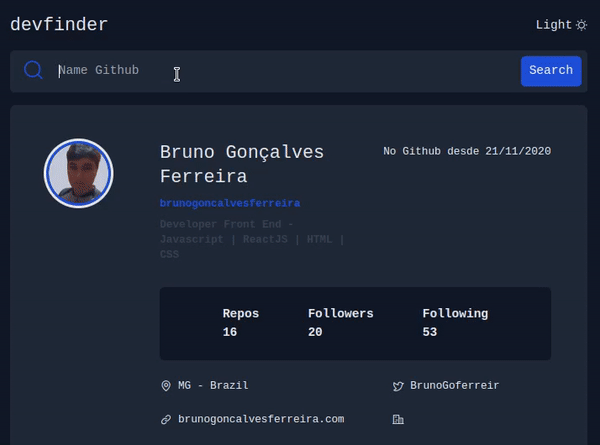 devfinder
Light
Name Github
Search
Bruno Gonçalves
Ferreira
No Github desde 21/11/2020
brunogoncalvesferreira
Developer Front End -
Javascript | ReactJS | HTML |
CSS
Repos Followers Following
16 20 53
MG - Brazil
BrunoGoferreir
brunogoncalvesferreira.com